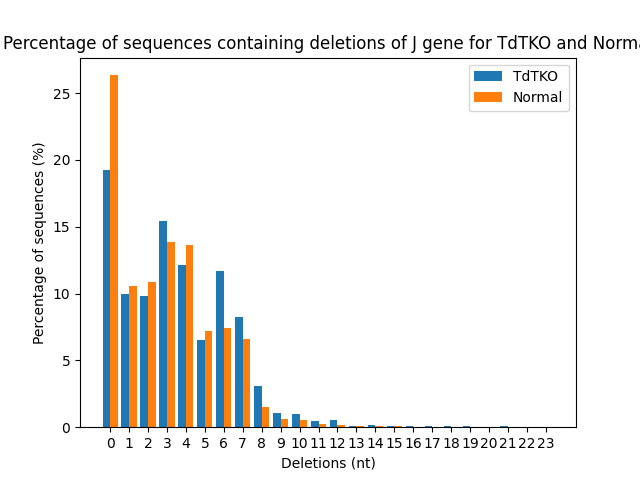 Percentage of sequences containing deletions of J gene for TdTKO and Norma
TdTKO
Normal
Percentage of sequences (%)
25
20
15
10
5
0
0 1 2 3 4 5 6 7 8 9 10 11 12 13 14 15 16 17 18 19 20 21 22 23
Deletions (nt)